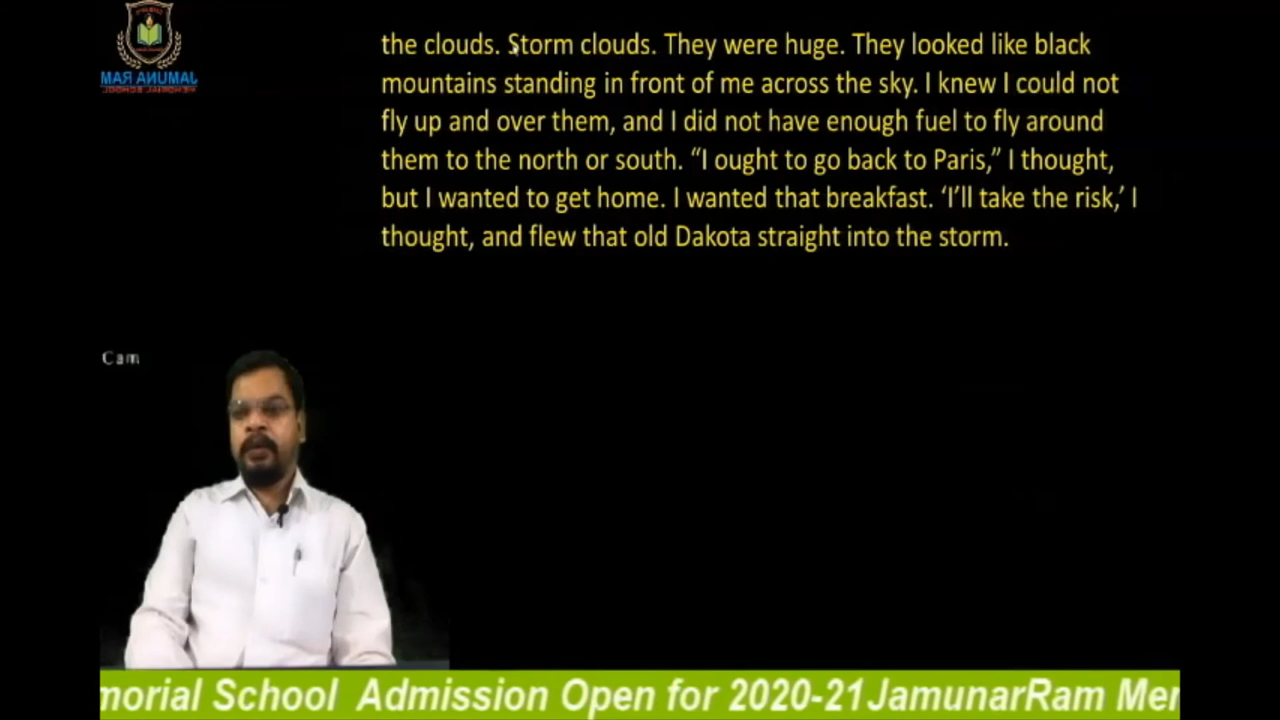 the clouds. Storm clouds. They were huge. They looked like black
mountains standing in front of me across the sky. I knew I could not
fly up and over them, and I did not have enough fuel to fly around
them to the north or south. “I ought to go back to Paris,” I thought,
but I wanted to get home. I wanted that breakfast. ‘I’ll take the risk,’ I
thought, and flew that old Dakota straight into the storm.
JAMUNA RAM
MEMORIAL SCHOOL
Cam
morial School Admission Open for 2020-21JamunarRam Mer